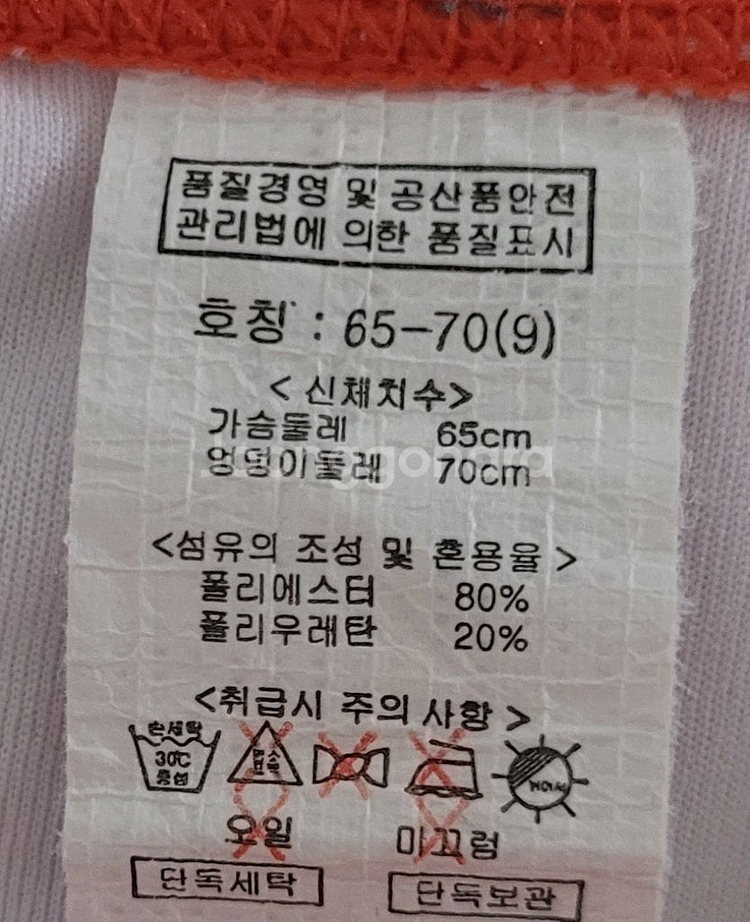 품질경영 및 공산품안전
관리법에 의한 품질표시
호칭 : 65-70(9)
< 신체치수>
가슴둘레 65cm
엉덩이둘레 70cm
<섬유의 조성 및 혼용율 >
폴리에스터 80%
폴리우레탄 20%
<취급시 주의 사항 >
손세탁
30℃
중성
오일 미끄럼
단독세탁 단독보관